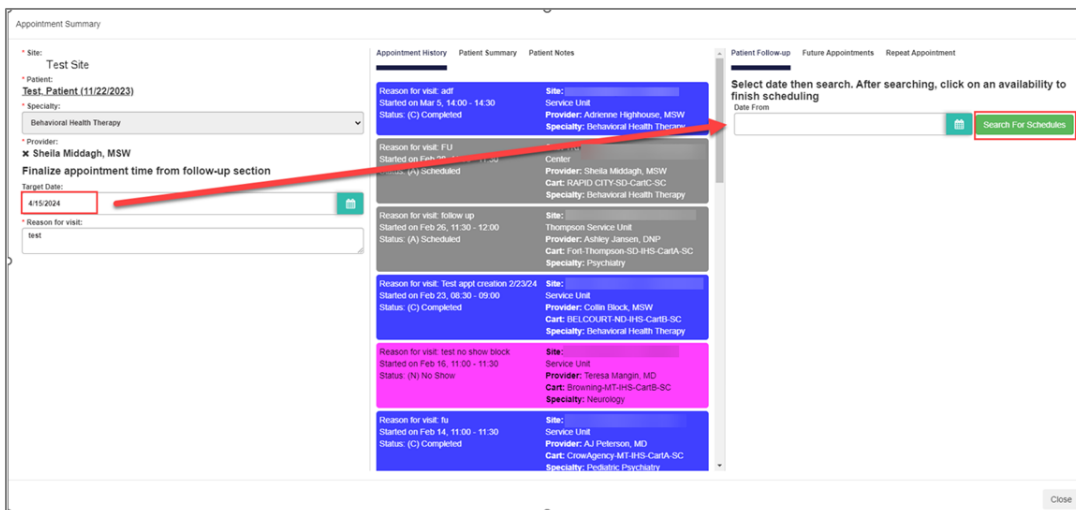 Appointment Summary
* Site:
Test Site
* Patient:
Test, Patient (11/22/2023)
* Specialty:
Behavioral Health Therapy
* Provider:
× Sheila Middagh, MSW
Finalize appointment time from follow-up section
Target Date:
4/15/2024
* Reason for visit:
test
Appointment History Patient Summary Patient Notes
Reason for visit: adf
Started on Mar 5, 14:00 - 14:30
Status: (C) Completed
Site:
Service Unit
Provider: Adrienne Highhouse, MSW
Specialty: Behavioral Health Therapy
Reason for visit: FU
Started on Feb
Status: (A) Scheduled
Center
Provider: Sheila Middagh, MSW
Cart: RAPID CITY-SD-CartC-SC
Specialty: Behavioral Health Therapy
Reason for visit: follow up
Started on Feb 26, 11:30 - 12:00
Status: (A) Scheduled
Site:
Thompson Service Unit
Provider: Ashley Jansen, DNP
Cart: Fort-Thompson-SD-IHS-CartA-SC
Specialty: Psychiatry
Reason for visit: Test appt creation 2/23/24
Started on Feb 23, 08:30 - 09:00
Status: (C) Completed
Site:
Service Unit
Provider: Collin Block, MSW
Cart: BELCOURT-ND-IHS-CartB-SC
Specialty: Behavioral Health Therapy
Reason for visit: test no show block
Started on Feb 16, 11:00 - 11:30
Status: (N) No Show
Site:
Service Unit
Provider: Teresa Mangin, MD
Cart: Browning-MT-IHS-CartB-SC
Specialty: Neurology
Reason for visit: fu
Started on Feb 14, 11:00 - 11:30
Status: (C) Completed
Site:
Service Unit
Provider: AJ Peterson, MD
Cart: CrowAgency-MT-IHS-CartA-SC
Specialty: Pediatric Psychiatry
Patient Follow-up Future Appointments Repeat Appointment
Select date then search. After searching, click on an availability to
finish scheduling
Date From
Search For Schedules
Close